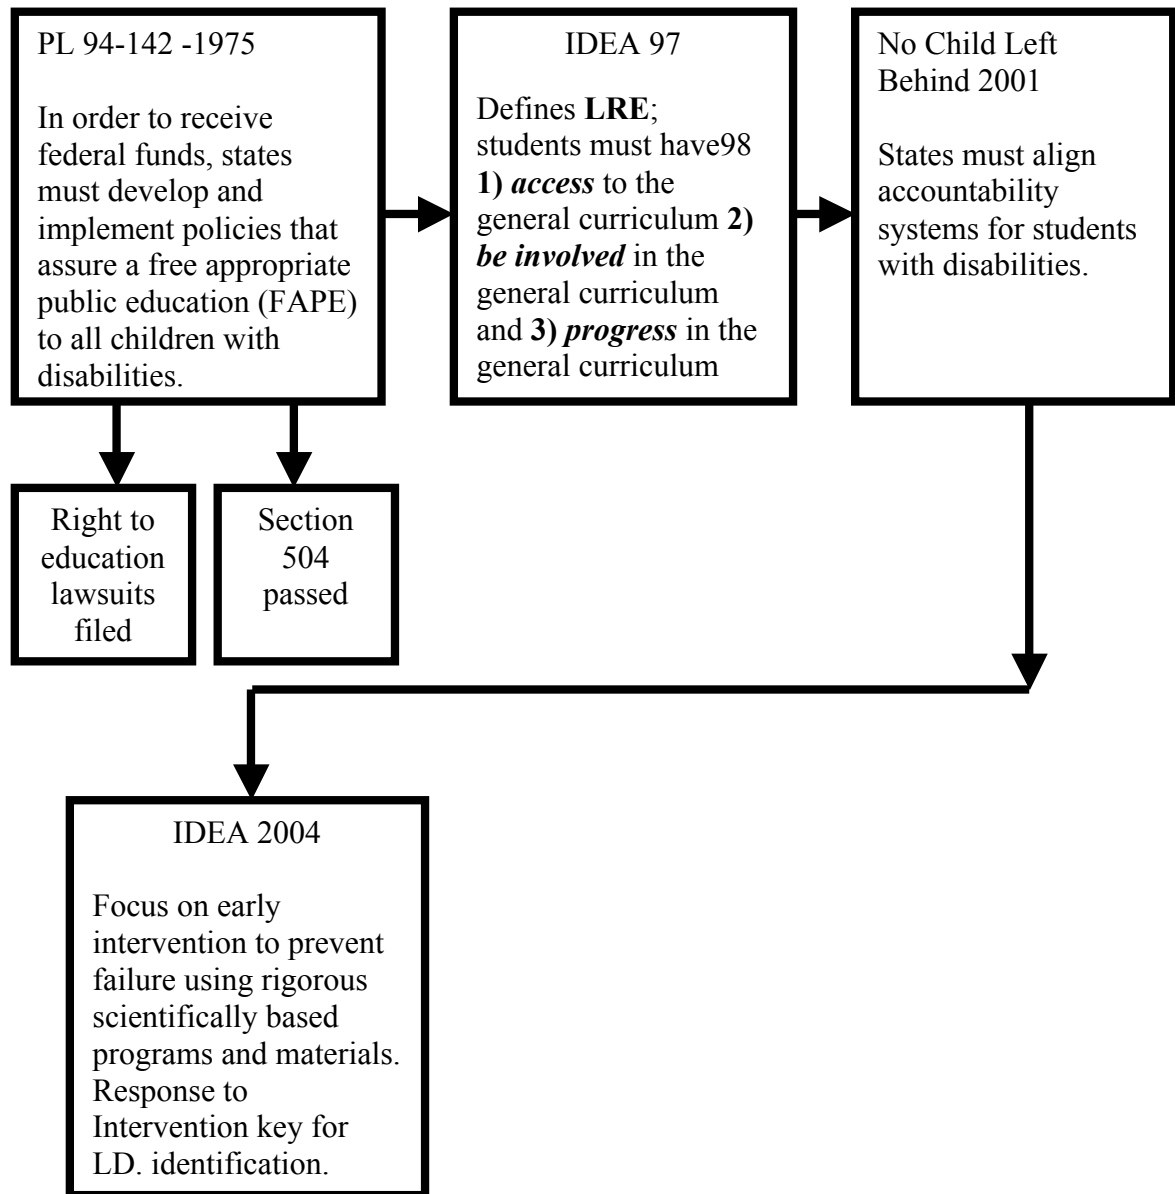 PL 94-142 -1975
In order to receive
federal funds, states
must develop and
implement policies that
assure a free appropriate
public education (FAPE)
to all children with
disabilities.
IDEA 97
Defines LRE;
students must have98
1) access to the
general curriculum 2)
be involved in the
general curriculum
and 3) progress in the
general curriculum
No Child Left
Behind 2001
States must align
accountability
systems for students
with disabilities.
Right to
education
lawsuits
filed
Section
504
passed
IDEA 2004
Focus on early
intervention to prevent
failure using rigorous
scientifically based
programs and materials.
Response to
Intervention key for
LD. identification.